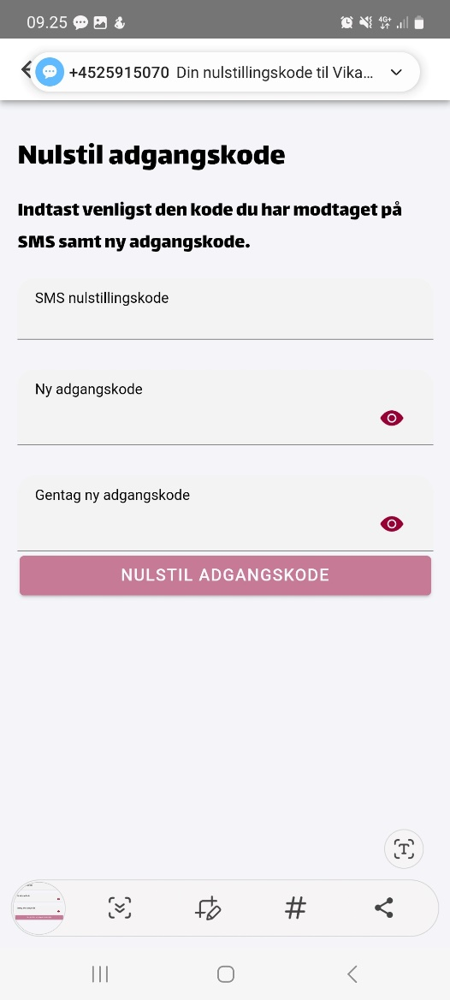 09.25
4G+
+4525915070 Din nulstillingskode til Vika...
Nulstil adgangskode
Indtast venligst den kode du har modtaget på
SMS samt ny adgangskode.
SMS nulstillingskode
Ny adgangskode
Gentag ny adgangskode
NULSTIL ADGANGSKODE